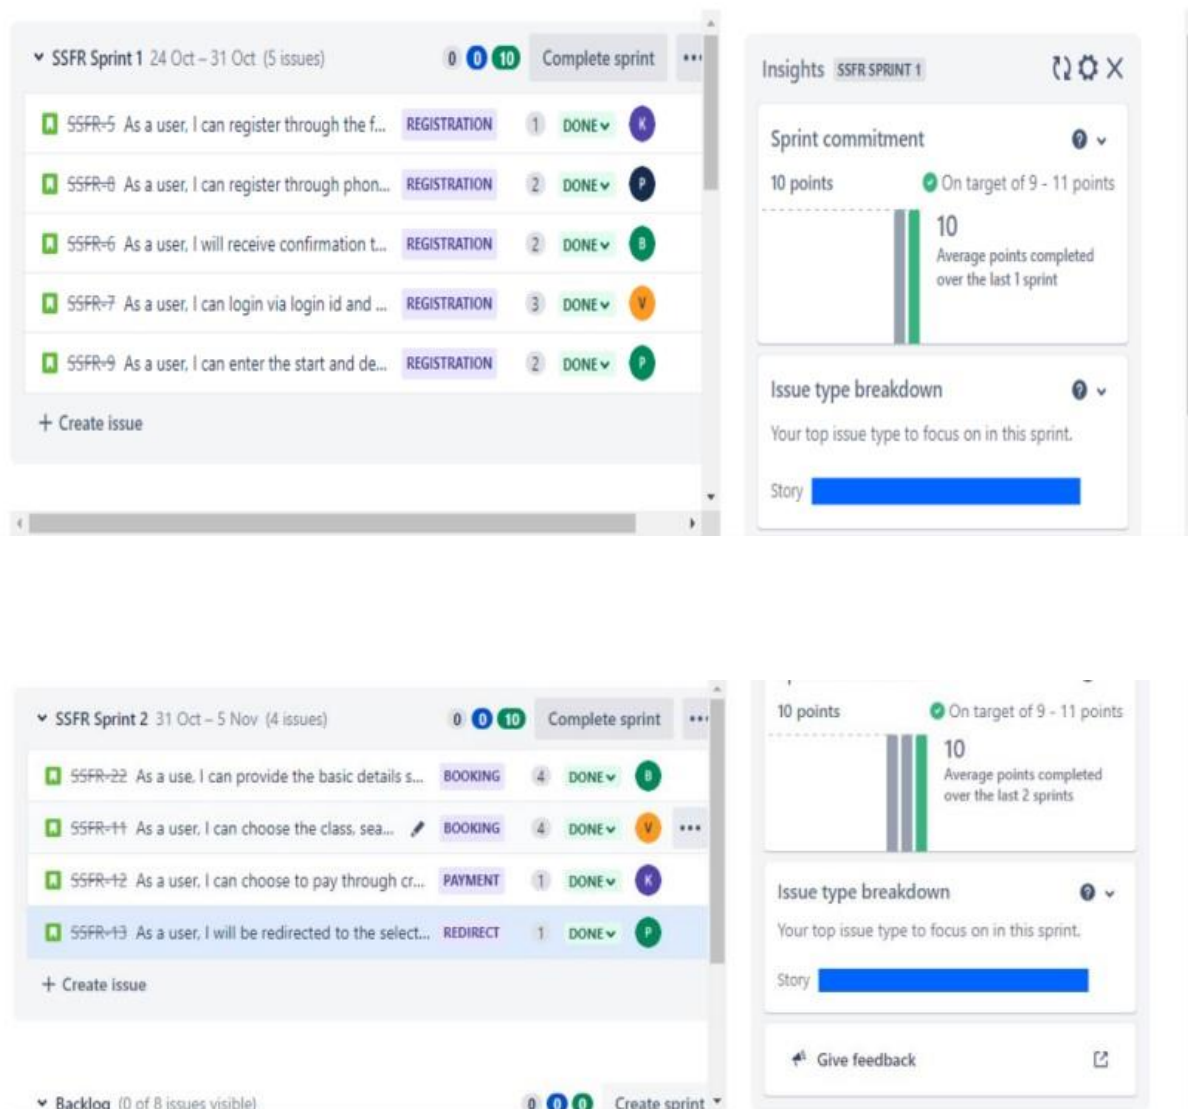 SSFR Sprint 1 24 Oct – 31 Oct (5 issues) 0 0 10 Complete sprint •••
SSFR-5 As a user, I can register through the f... REGISTRATION 1 DONE K
SSFR-8 As a user, I can register through phon... REGISTRATION 2 DONE P
SSFR-6 As a user, I will receive confirmation t... REGISTRATION 2 DONE B
SSFR-7 As a user, I can login via login id and ... REGISTRATION 3 DONE V
SSFR-9 As a user, I can enter the start and de... REGISTRATION 2 DONE P
+ Create issue
Insights SSFR SPRINT 1
Sprint commitment
10 points On target of 9 - 11 points
10
Average points completed
over the last 1 sprint
Issue type breakdown
Your top issue type to focus on in this sprint.
Story
SSFR Sprint 2 31 Oct – 5 Nov (4 issues) 0 0 10 Complete sprint •••
SSFR-22 As a use, I can provide the basic details s... BOOKING 4 DONE B
SSFR-11 As a user, I can choose the class, sea... BOOKING 4 DONE V •••
SSFR-12 As a user, I can choose to pay through cr... PAYMENT 1 DONE K
SSFR-13 As a user, I will be redirected to the select... REDIRECT 1 DONE P
+ Create issue
Backlog (0 of 8 issues visible) 0 0 0 Create sprint
10 points On target of 9 - 11 points
10
Average points completed
over the last 2 sprints
Issue type breakdown
Your top issue type to focus on in this sprint.
Story
Give feedback